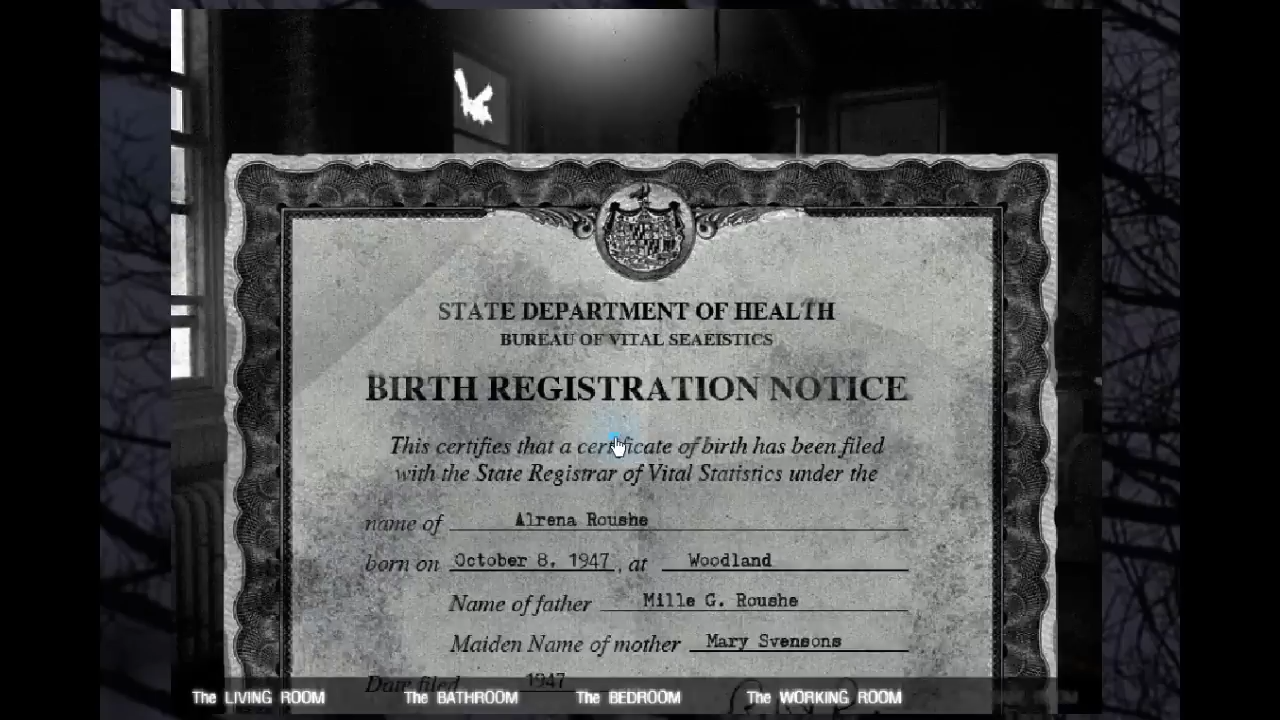 STATE DEPARTMENT OF HEALTH
BUREAU OF VITAL SEAEISTICS
BIRTH REGISTRATION NOTICE
This certifies that a certificate of birth has been filed
with the State Registrar of Vital Statistics under the
name of Alrena Roushe
born on October 8, 1947, at Woodland
Name of father Mille G. Roushe
Maiden Name of mother Mary Svensons
Date filed 1947
The LIVING ROOM The BATHROOM The BEDROOM The WORKING ROOM